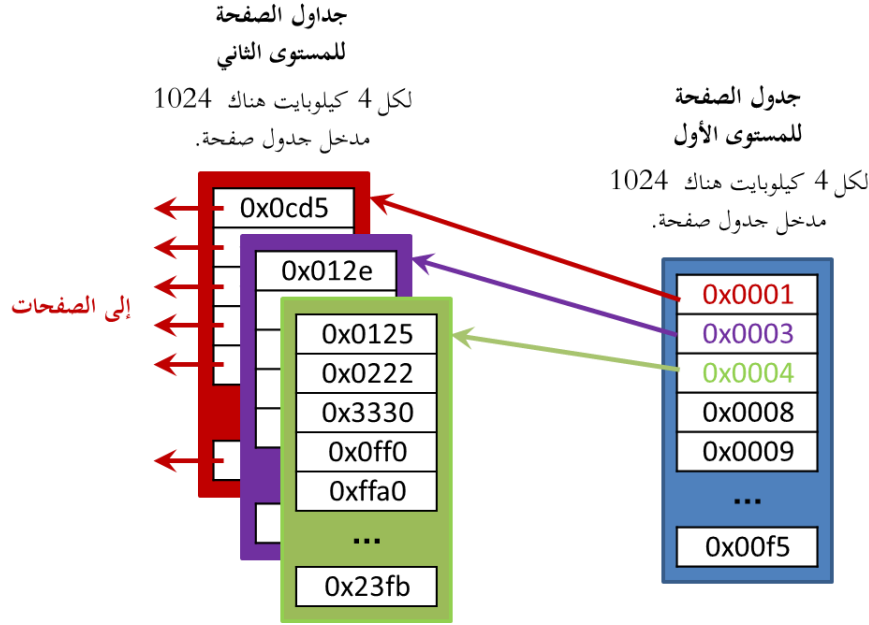 جدول الصفحة
للمستوى الأول
لكل 4 كيلوبايت هناك 1024
مدخل جدول صفحة.
0x0001
0x0003
0x0004
0x0008
0x0009
...
0x00f5
جداول الصفحة
للمستوى الثاني
لكل 4 كيلوبايت هناك 1024
مدخل جدول صفحة.
0x0cd5
0x012e
0x0125
0x0222
0x3330
0x0ff0
0xffa0
...
0x23fb
إلى الصفحات